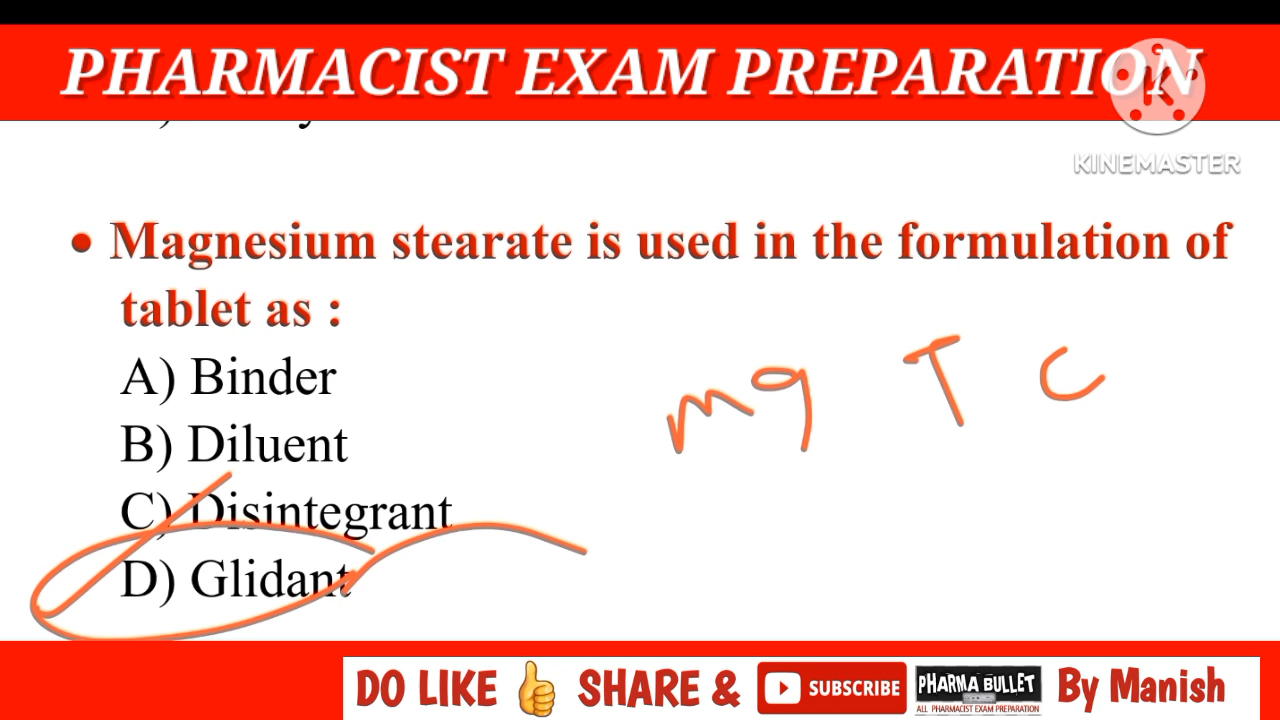 PHARMACIST EXAM PREPARATION
KINEMASTER
• Magnesium stearate is used in the formulation of
tablet as :
A) Binder
B) Diluent
C) Disintegrant
D) Glidant
mg T C
DO LIKE SHARE & SUBSCRIBE PHARMA BULLET By Manish
ALL PHARMACIST EXAM PREPARATION